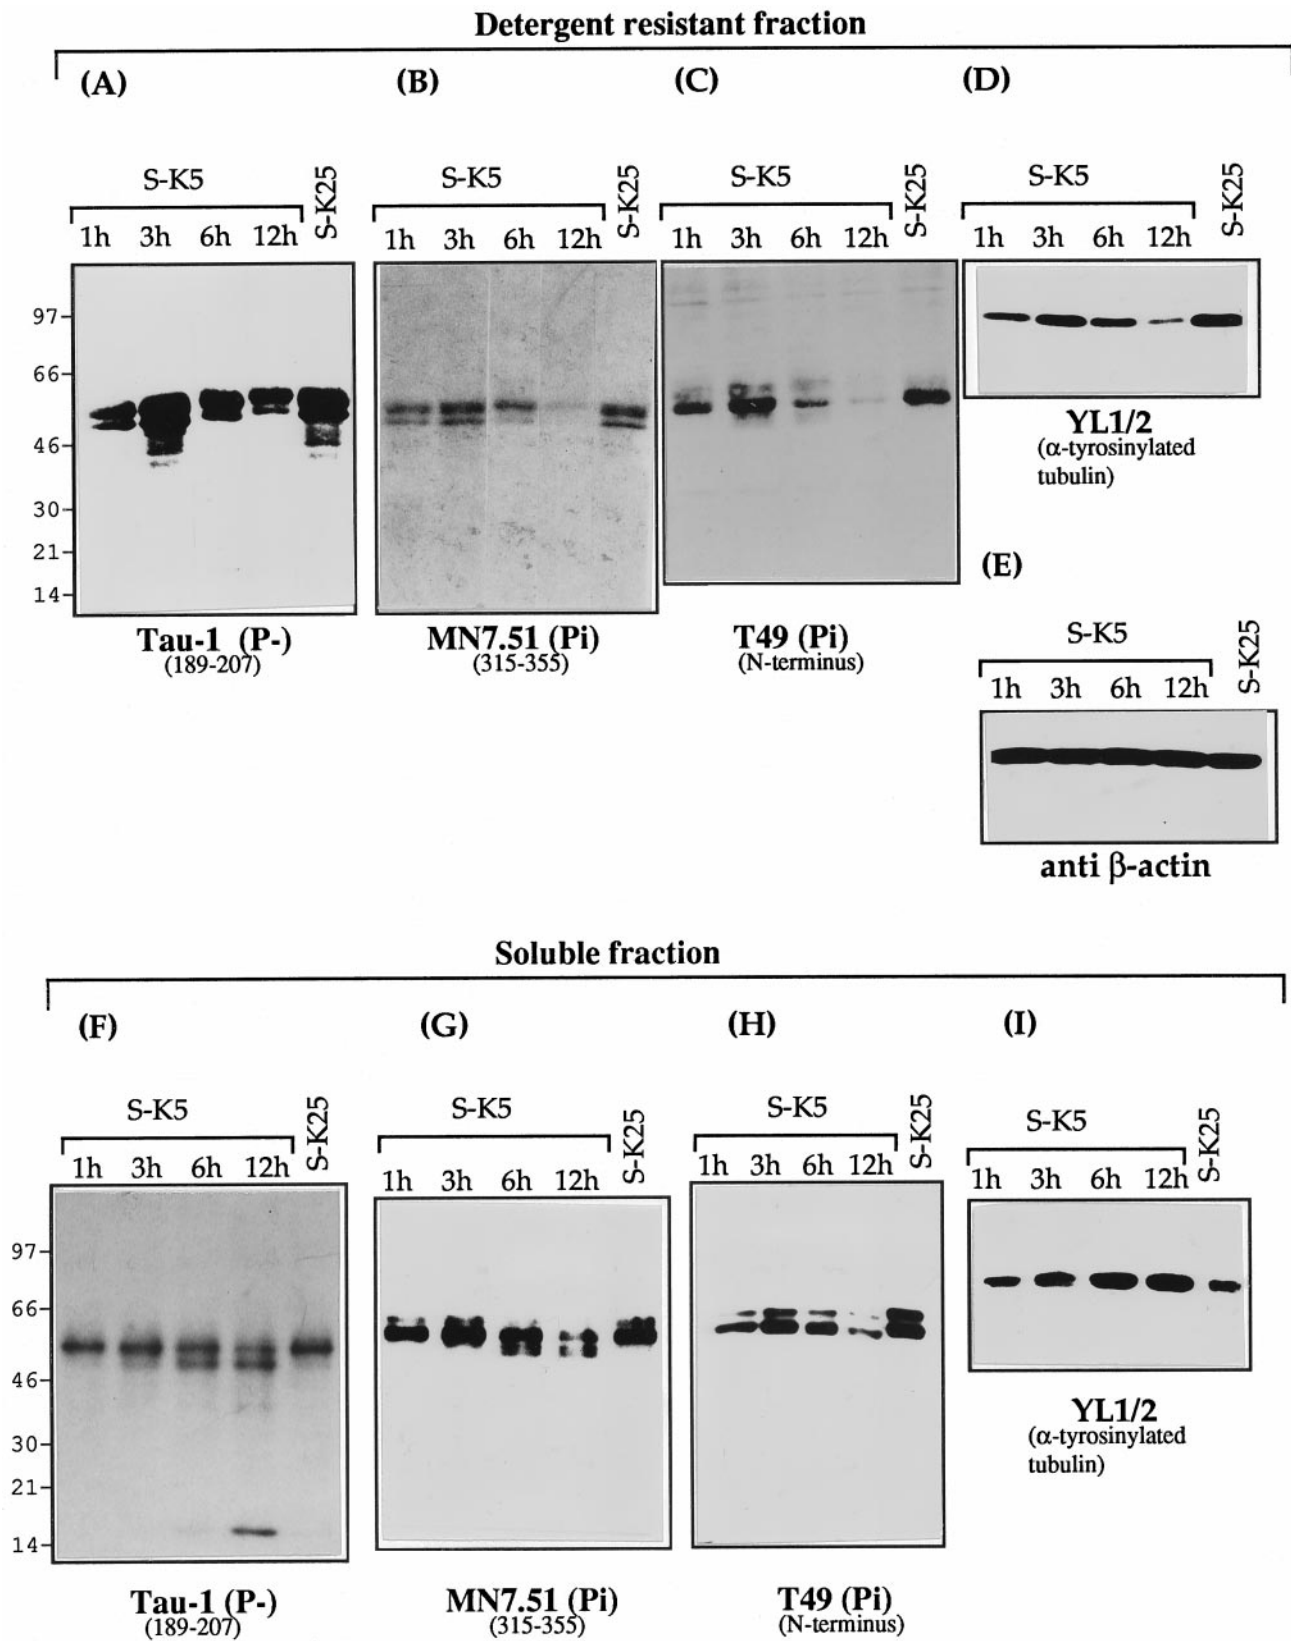 Detergent resistant fraction
(A) (B) (C) (D)
S-K5 S-K25 S-K5 S-K25 S-K5 S-K25 S-K5 S-K25
1h 3h 6h 12h 1h 3h 6h 12h 1h 3h 6h 12h 1h 3h 6h 12h
97
66
46
30
21
14
YL1/2
(α-tyrosinylated
tubulin)
(E)
Tau-1 (P-) MN7.51 (Pi) T49 (Pi)
(189-207) (315-355) (N-terminus)
S-K5 S-K25
1h 3h 6h 12h
anti β-actin
Soluble fraction
(F) (G) (H) (I)
S-K5 S-K25 S-K5 S-K25 S-K5 S-K25 S-K5 S-K25
1h 3h 6h 12h 1h 3h 6h 12h 1h 3h 6h 12h 1h 3h 6h 12h
97
66
46
30
21
14
YL1/2
(α-tyrosinylated
tubulin)
Tau-1 (P-) MN7.51 (Pi) T49 (Pi)
(189-207) (315-355) (N-terminus)